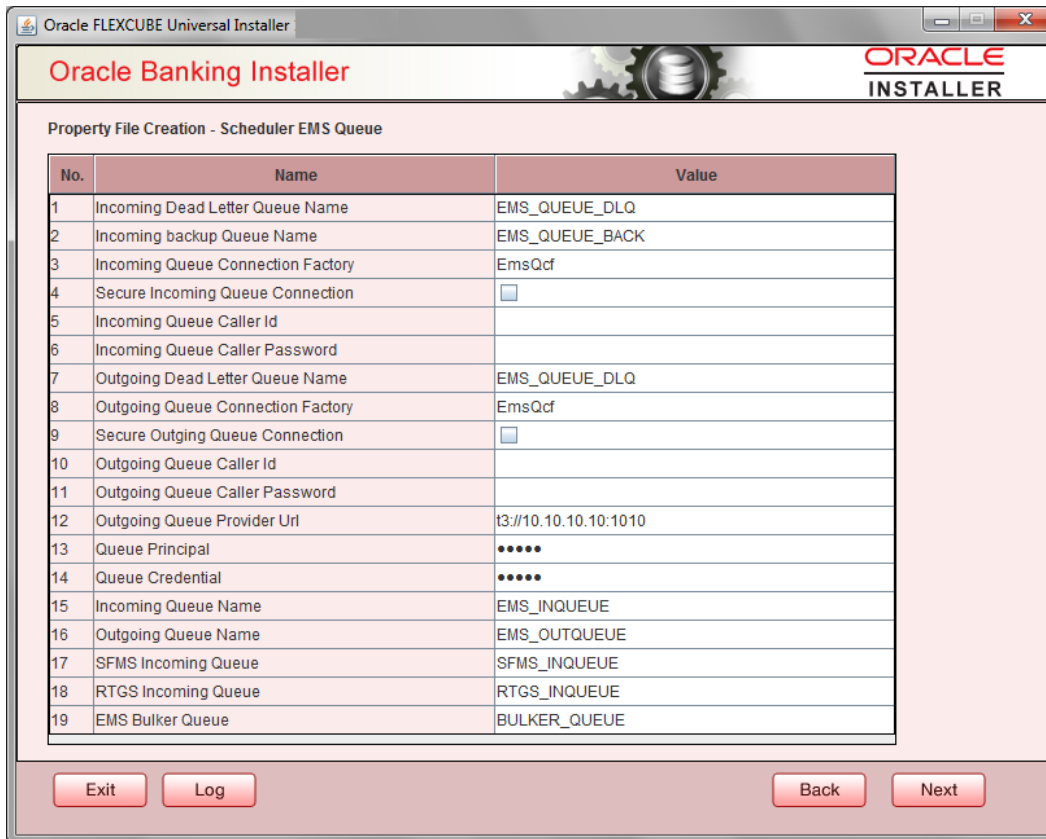 Oracle FLEXCUBE Universal Installer
Oracle Banking Installer
ORACLE
INSTALLER
Property File Creation - Scheduler EMS Queue
No. Name Value
1 Incoming Dead Letter Queue Name EMS_QUEUE_DLQ
2 Incoming backup Queue Name EMS_QUEUE_BACK
3 Incoming Queue Connection Factory EmsQcf
4 Secure Incoming Queue Connection
5 Incoming Queue Caller Id
6 Incoming Queue Caller Password
7 Outgoing Dead Letter Queue Name EMS_QUEUE_DLQ
8 Outgoing Queue Connection Factory EmsQcf
9 Secure Outging Queue Connection
10 Outgoing Queue Caller Id
11 Outgoing Queue Caller Password
12 Outgoing Queue Provider Url t3://10.10.10.10:1010
13 Queue Principal •••••
14 Queue Credential •••••
15 Incoming Queue Name EMS_INQUEUE
16 Outgoing Queue Name EMS_OUTQUEUE
17 SFMS Incoming Queue SFMS_INQUEUE
18 RTGS Incoming Queue RTGS_INQUEUE
19 EMS Bulker Queue BULKER_QUEUE
Exit Log Back Next